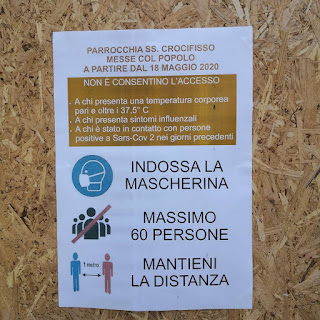 PARROCCHIA SS. CROCIFISSO
MESSE COL POPOLO
A PARTIRE DAL 18 MAGGIO 2020
NON È CONSENTINO L'ACCESSO
- A chi presenta una temperatura corporea
pari e oltre i 37,5° C
- A chi presenta sintomi influenzali
- A chi è stato in contatto con persone
positive a Sars-Cov 2 nei giorni precedenti
INDOSSA LA
MASCHERINA
MASSIMO
60 PERSONE
1 metro
MANTIENI
LA DISTANZA